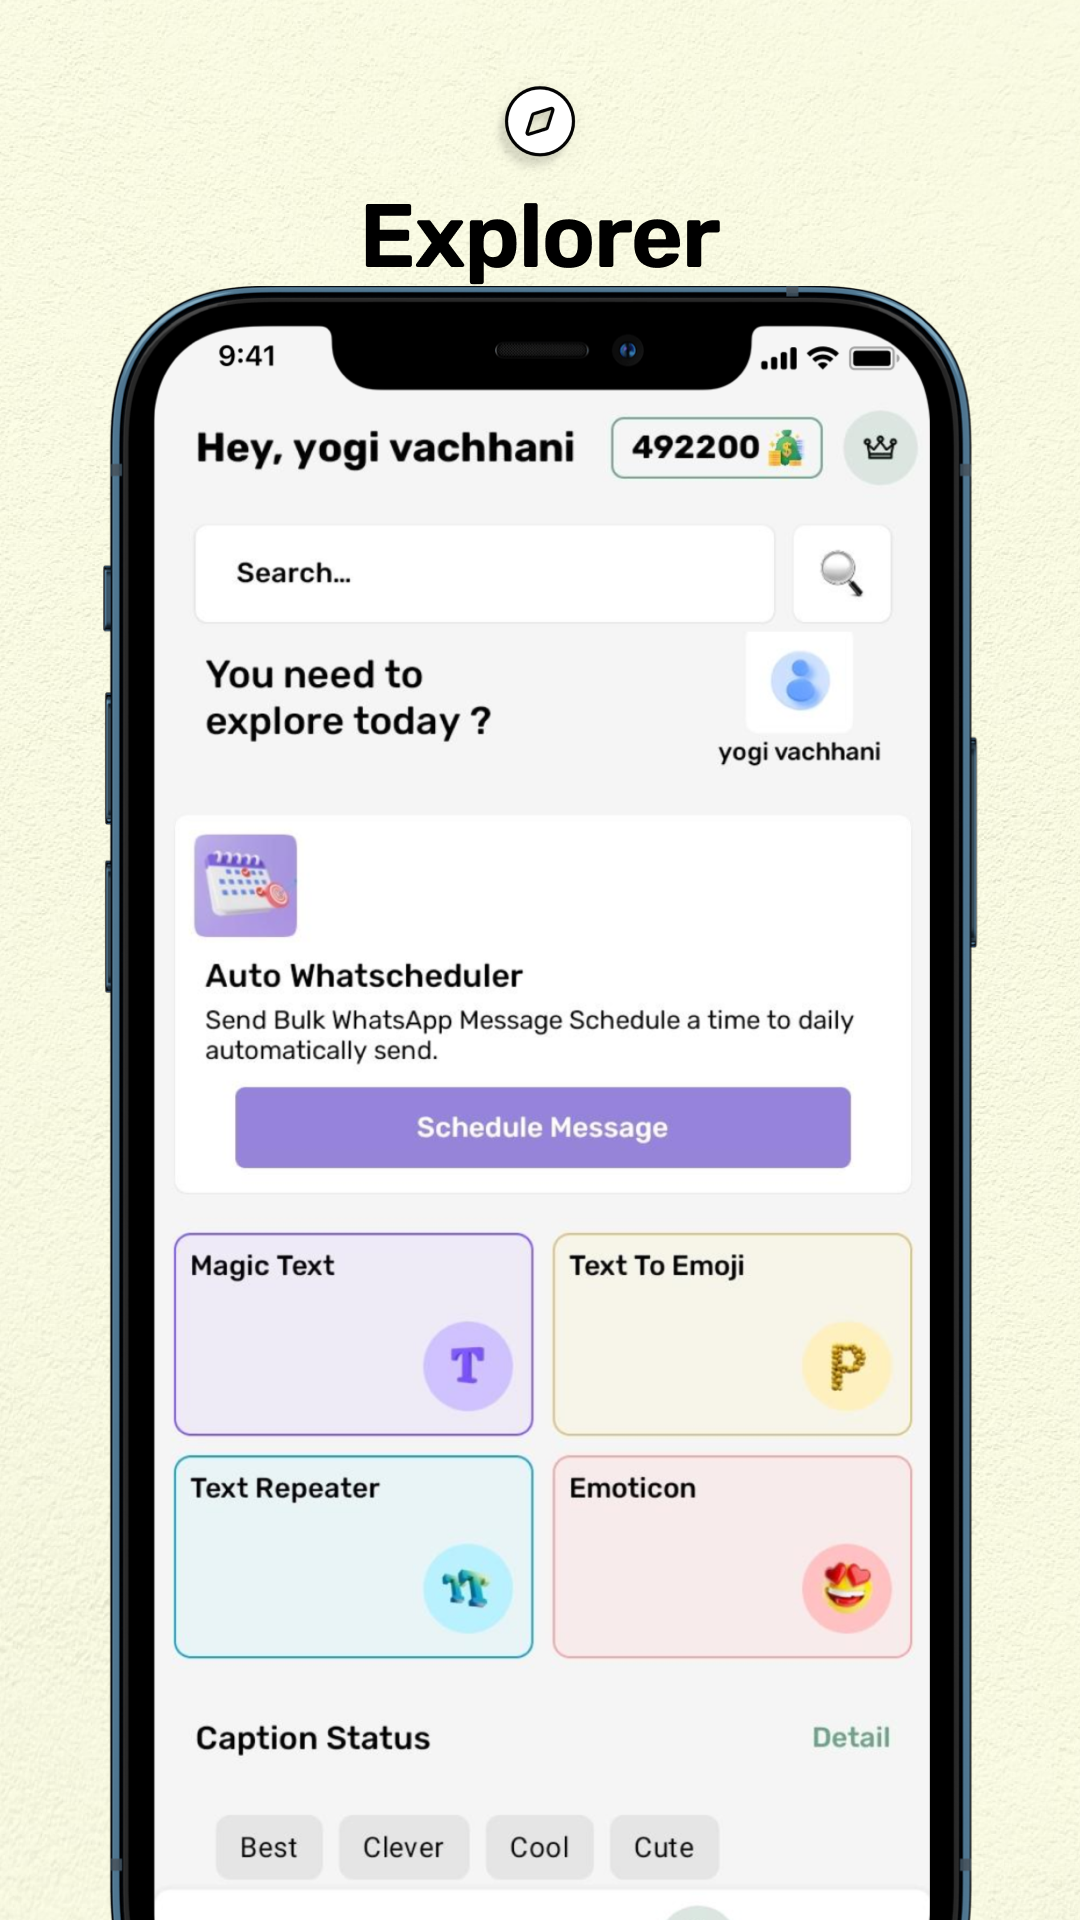 Explorer
9:41
Hey, yogi vachhani
492200
Search...
You need to
explore today ?
yogi vachhani
Auto Whatscheduler
Send Bulk WhatsApp Message Schedule a time to daily
automatically send.
Schedule Message
Magic Text
Text To Emoji
T
P
Text Repeater
Emoticon
TT
Caption Status
Detail
Best
Clever
Cool
Cute